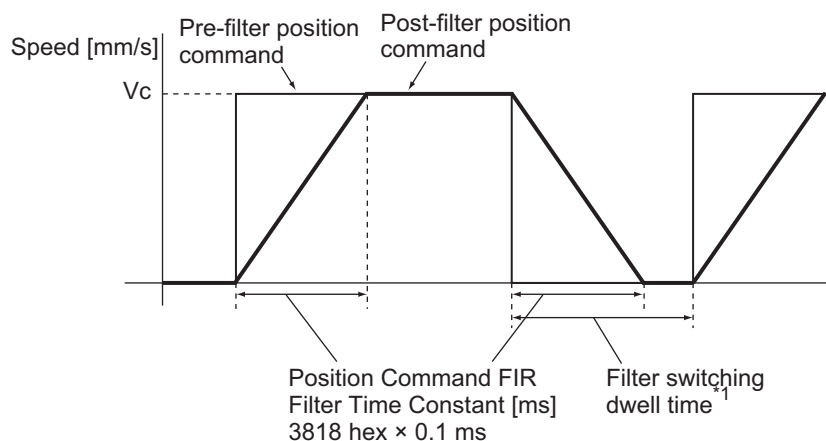 Pre-filter position
command
Post-filter position
command
Speed [mm/s]
Vc
Position Command FIR
Filter Time Constant [ms]
3818 hex × 0.1 ms
Filter switching
dwell time*1